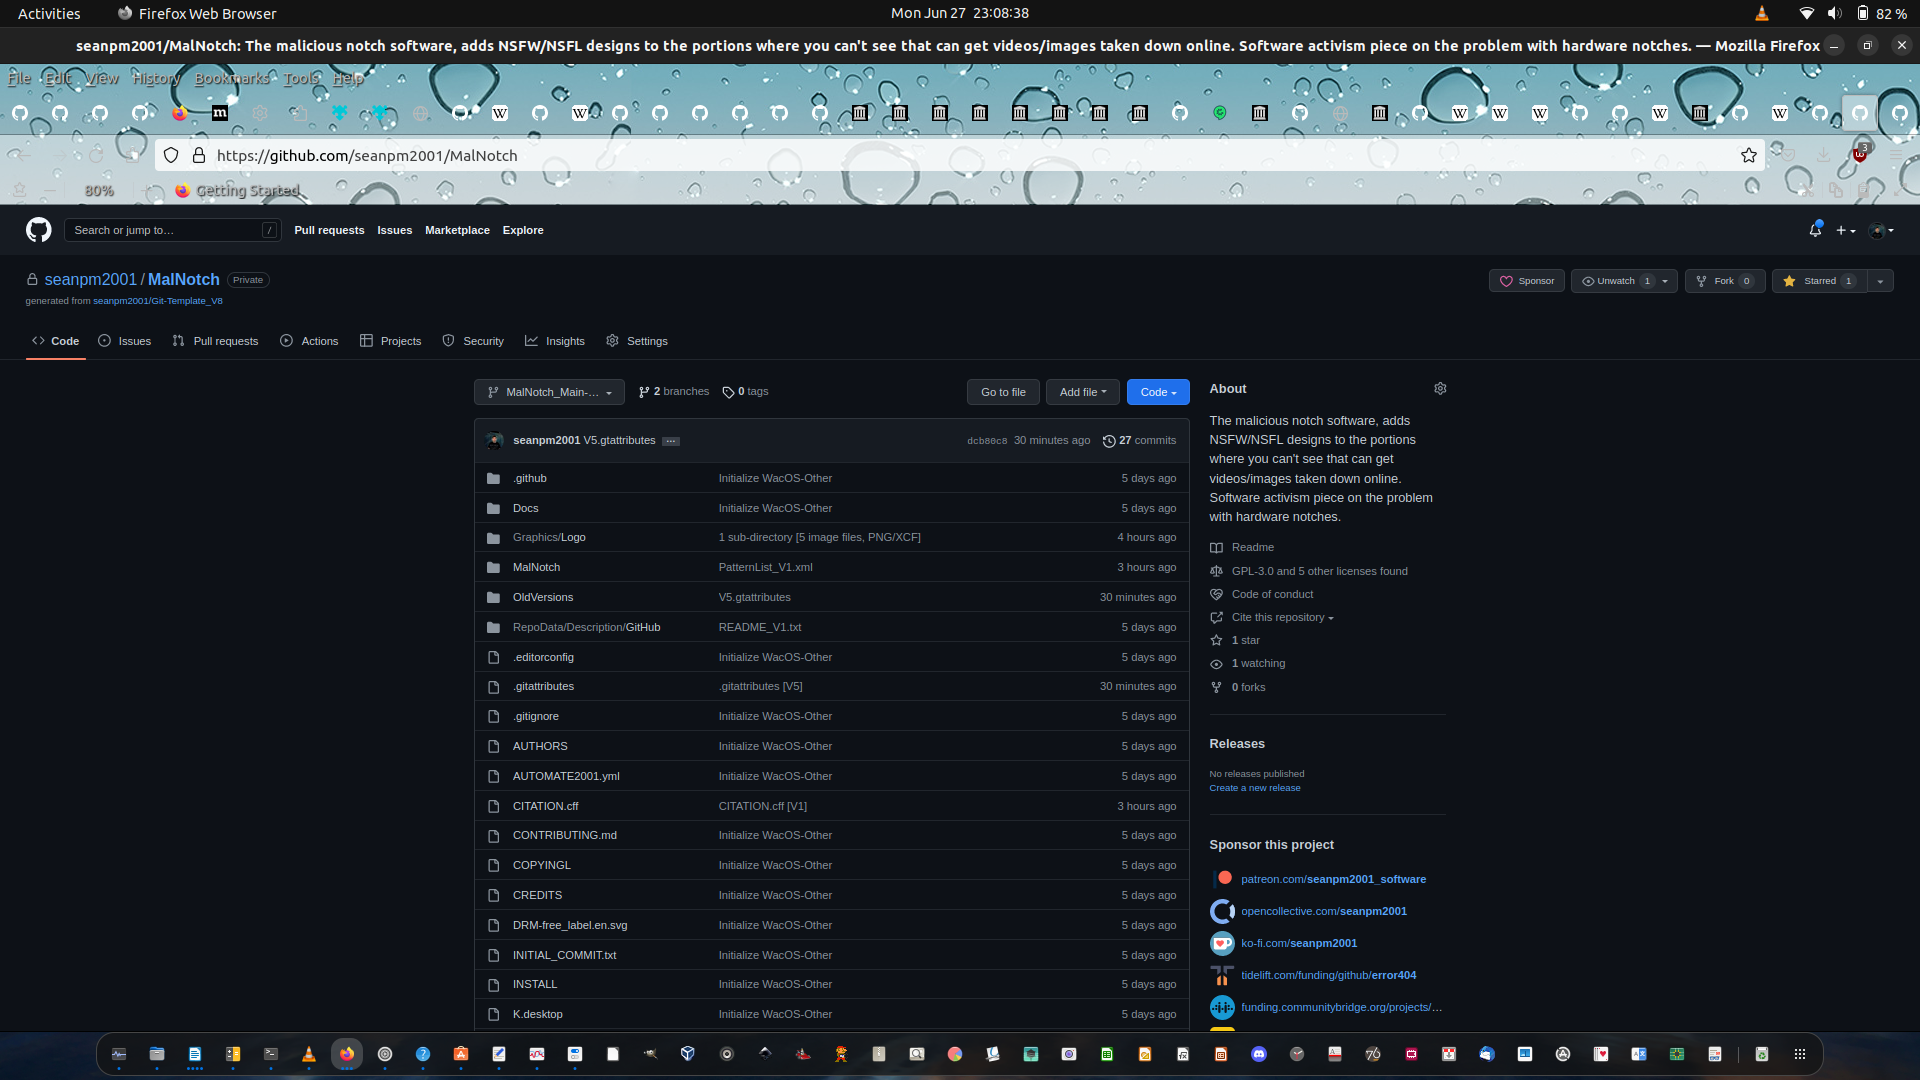 Activities
Firefox Web Browser
Mon Jun 27 23:08:38
82 %
seanpm2001/MalNotch: The malicious notch software, adds NSFW/NSFL designs to the portions where you can't see that can get videos/images taken down online. Software activism piece on the problem with hardware notches. — Mozilla Firefox
File Edit View History Bookmarks Tools Help
https://github.com/seanpm2001/MalNotch
3
80%
Getting Started
Search or jump to…
/
Pull requests Issues Marketplace Explore
seanpm2001 / MalNotch Private
Sponsor
Unwatch 1
Fork 0
Starred 1
generated from seanpm2001/Git-Template_V8
Code
Issues
Pull requests
Actions
Projects
Security
Insights
Settings
MalNotch_Main-…
2 branches
0 tags
Go to file
Add file
Code
seanpm2001 V5.gtattributes … dcb80c8 30 minutes ago 27 commits
.github Initialize WacOS-Other 5 days ago
Docs Initialize WacOS-Other 5 days ago
Graphics/Logo 1 sub-directory [5 image files, PNG/XCF] 4 hours ago
MalNotch PatternList_V1.xml 3 hours ago
OldVersions V5.gtattributes 30 minutes ago
RepoData/Description/GitHub README_V1.txt 5 days ago
.editorconfig Initialize WacOS-Other 5 days ago
.gitattributes .gitattributes [V5] 30 minutes ago
.gitignore Initialize WacOS-Other 5 days ago
AUTHORS Initialize WacOS-Other 5 days ago
AUTOMATE2001.yml Initialize WacOS-Other 5 days ago
CITATION.cff CITATION.cff [V1] 3 hours ago
CONTRIBUTING.md Initialize WacOS-Other 5 days ago
COPYINGL Initialize WacOS-Other 5 days ago
CREDITS Initialize WacOS-Other 5 days ago
DRM-free_label.en.svg Initialize WacOS-Other 5 days ago
INITIAL_COMMIT.txt Initialize WacOS-Other 5 days ago
INSTALL Initialize WacOS-Other 5 days ago
K.desktop Initialize WacOS-Other 5 days ago
About
The malicious notch software, adds
NSFW/NSFL designs to the portions
where you can't see that can get
videos/images taken down online.
Software activism piece on the problem
with hardware notches.
Readme
GPL-3.0 and 5 other licenses found
Code of conduct
Cite this repository
1 star
1 watching
0 forks
Releases
No releases published
Create a new release
Sponsor this project
patreon.com/seanpm2001_software
opencollective.com/seanpm2001
ko-fi.com/seanpm2001
tidelift.com/funding/github/error404
funding.communitybridge.org/projects/…